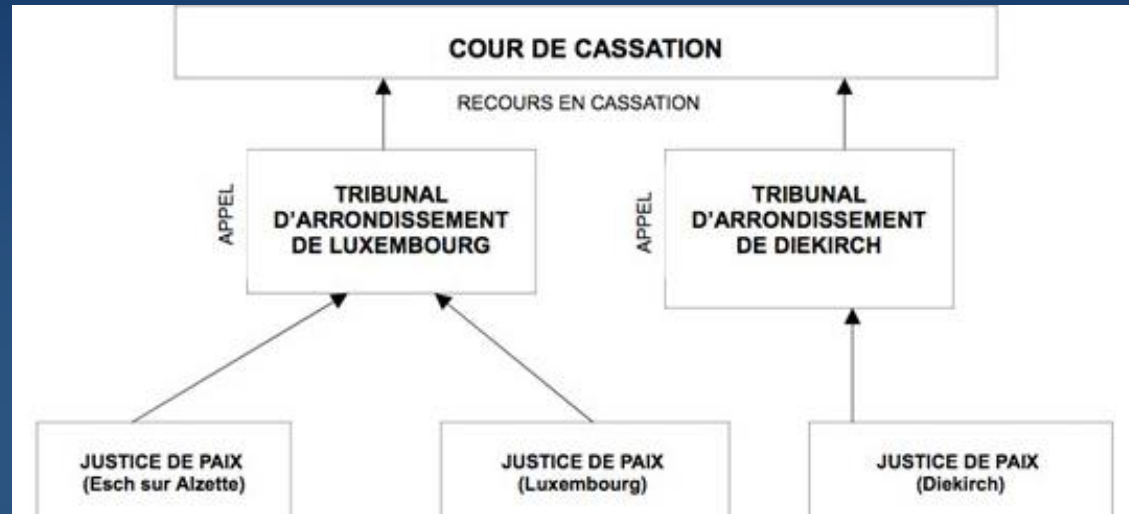 COUR DE CASSATION
RECOURS EN CASSATION
APPEL
TRIBUNAL
D'ARRONDISSEMENT
DE LUXEMBOURG
APPEL
TRIBUNAL
D'ARRONDISSEMENT
DE DIEKIRCH
JUSTICE DE PAIX
(Esch sur Alzette)
JUSTICE DE PAIX
(Luxembourg)
JUSTICE DE PAIX
(Diekirch)